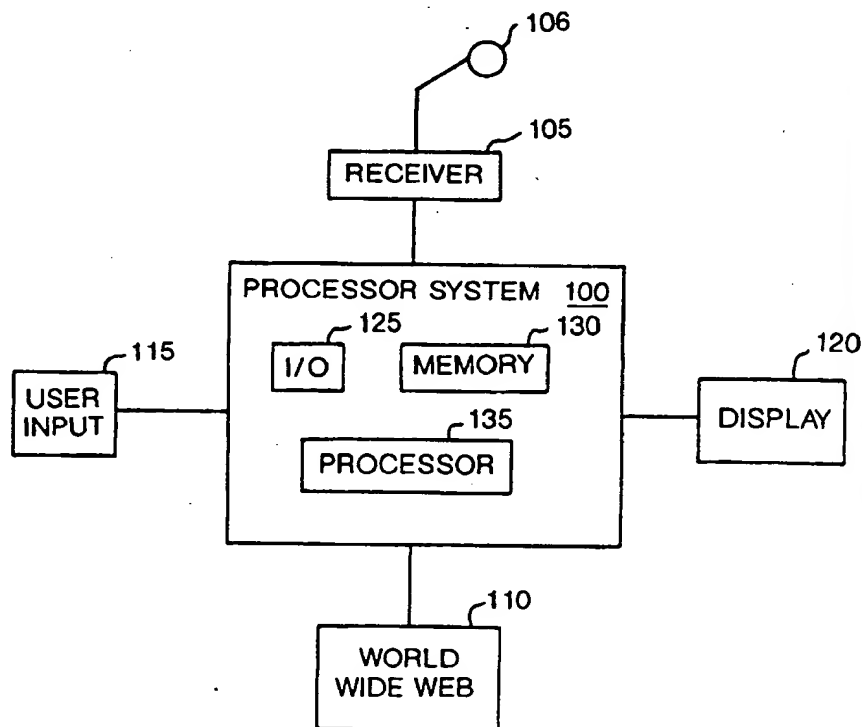 106
105
RECEIVER
PROCESSOR SYSTEM 100
125
130
I/O
MEMORY
135
PROCESSOR
115
USER
INPUT
120
DISPLAY
110
WORLD
WIDE WEB